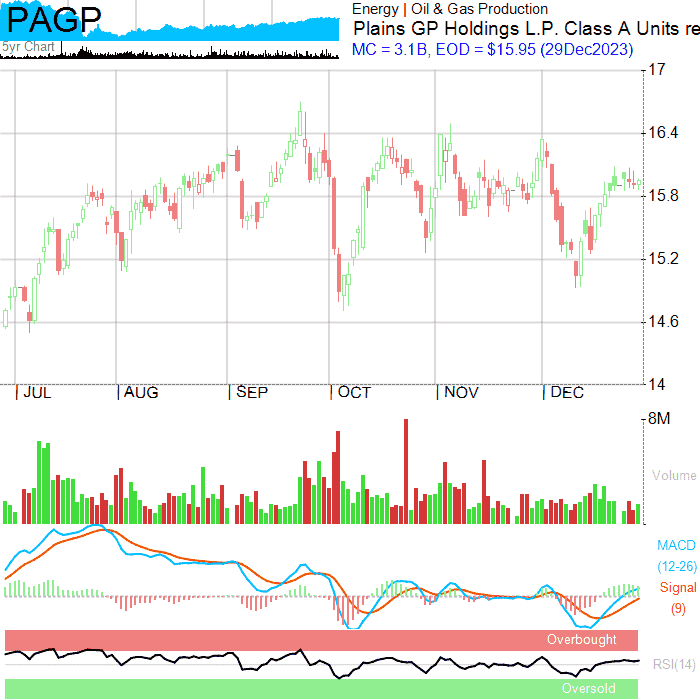 PAGP
5yr Chart
Energy | Oil & Gas Production
Plains GP Holdings L.P. Class A Units re
MC = 3.1B, EOD = $15.95 (29Dec2023)
17
16.4
15.8
15.2
14.6
14
JUL
AUG
SEP
OCT
NOV
DEC
8M
Volume
MACD
(12-26)
Signal
(9)
Overbought
RSI(14)
Oversold